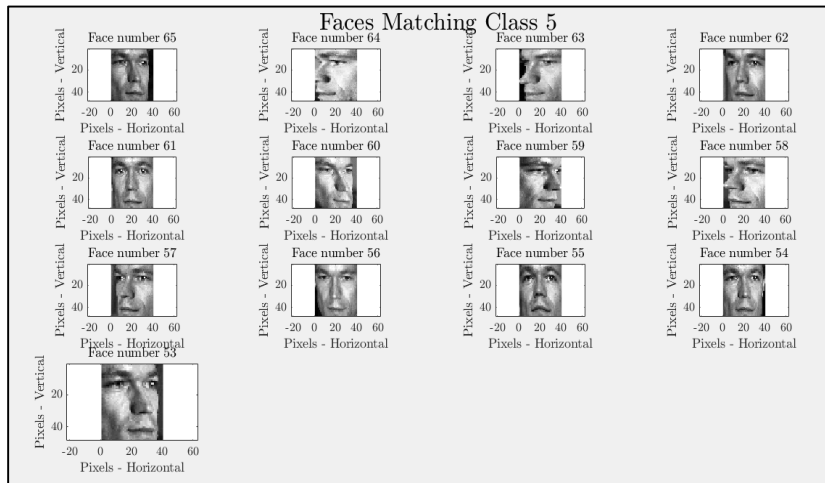 Faces Matching Class 5
Face number 65 Face number 64 Face number 63 Face number 62
Pixels - Vertical Pixels - Vertical Pixels - Vertical Pixels - Vertical
20 20 20 20
40 40 40 40
-20 0 20 40 60 -20 0 20 40 60 -20 0 20 40 60 -20 0 20 40 60
Pixels - Horizontal Pixels - Horizontal Pixels - Horizontal Pixels - Horizontal
Face number 61 Face number 60 Face number 59 Face number 58
Pixels - Vertical Pixels - Vertical Pixels - Vertical Pixels - Vertical
20 20 20 20
40 40 40 40
-20 0 20 40 60 -20 0 20 40 60 -20 0 20 40 60 -20 0 20 40 60
Pixels - Horizontal Pixels - Horizontal Pixels - Horizontal Pixels - Horizontal
Face number 57 Face number 56 Face number 55 Face number 54
Pixels - Vertical Pixels - Vertical Pixels - Vertical Pixels - Vertical
20 20 20 20
40 40 40 40
-20 0 20 40 60 -20 0 20 40 60 -20 0 20 40 60 -20 0 20 40 60
Pixels - Horizontal Pixels - Horizontal Pixels - Horizontal Pixels - Horizontal
Face number 53
Pixels - Vertical
20
40
-20 0 20 40 60
Pixels - Horizontal